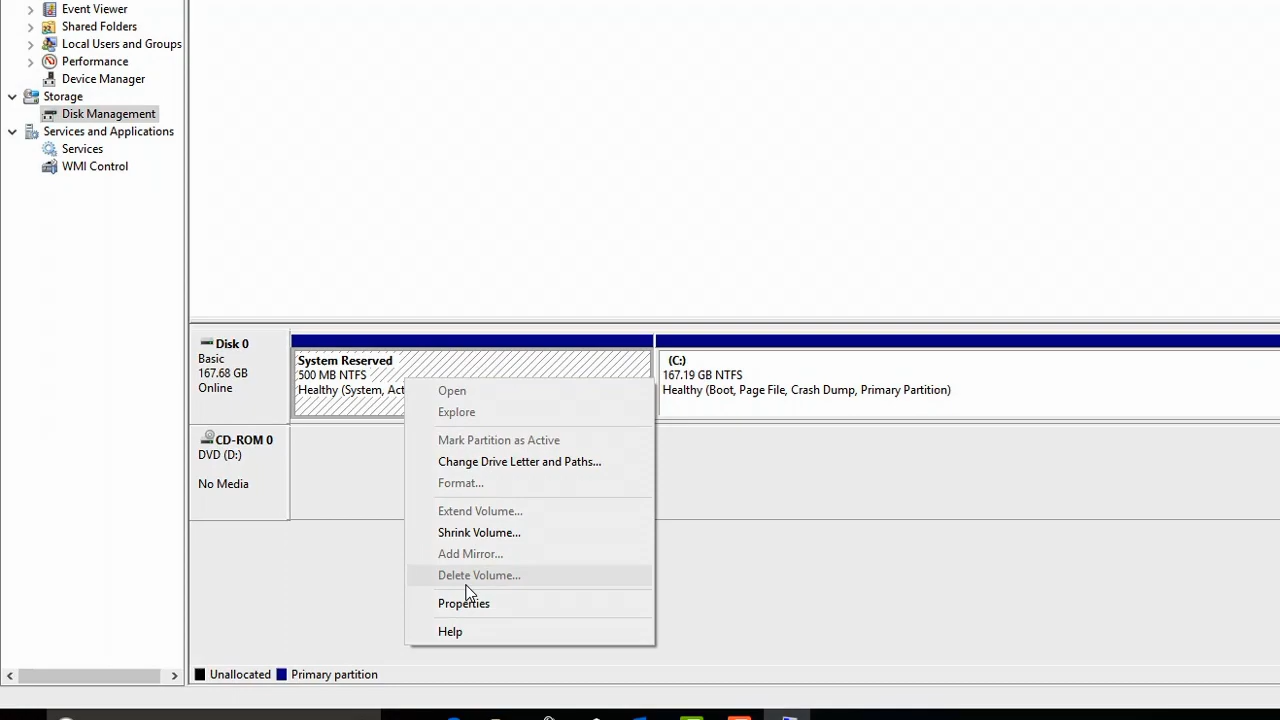 Event Viewer
Shared Folders
Local Users and Groups
Performance
Device Manager
Storage
Disk Management
Services and Applications
Services
WMI Control
Disk 0
Basic
167.68 GB
Online
System Reserved
500 MB NTFS
Healthy (System, Act
(C:)
167.19 GB NTFS
Healthy (Boot, Page File, Crash Dump, Primary Partition)
Open
Explore
Mark Partition as Active
Change Drive Letter and Paths...
Format...
Extend Volume...
Shrink Volume...
Add Mirror...
Delete Volume...
Properties
Help
CD-ROM 0
DVD (D:)
No Media
Unallocated
Primary partition